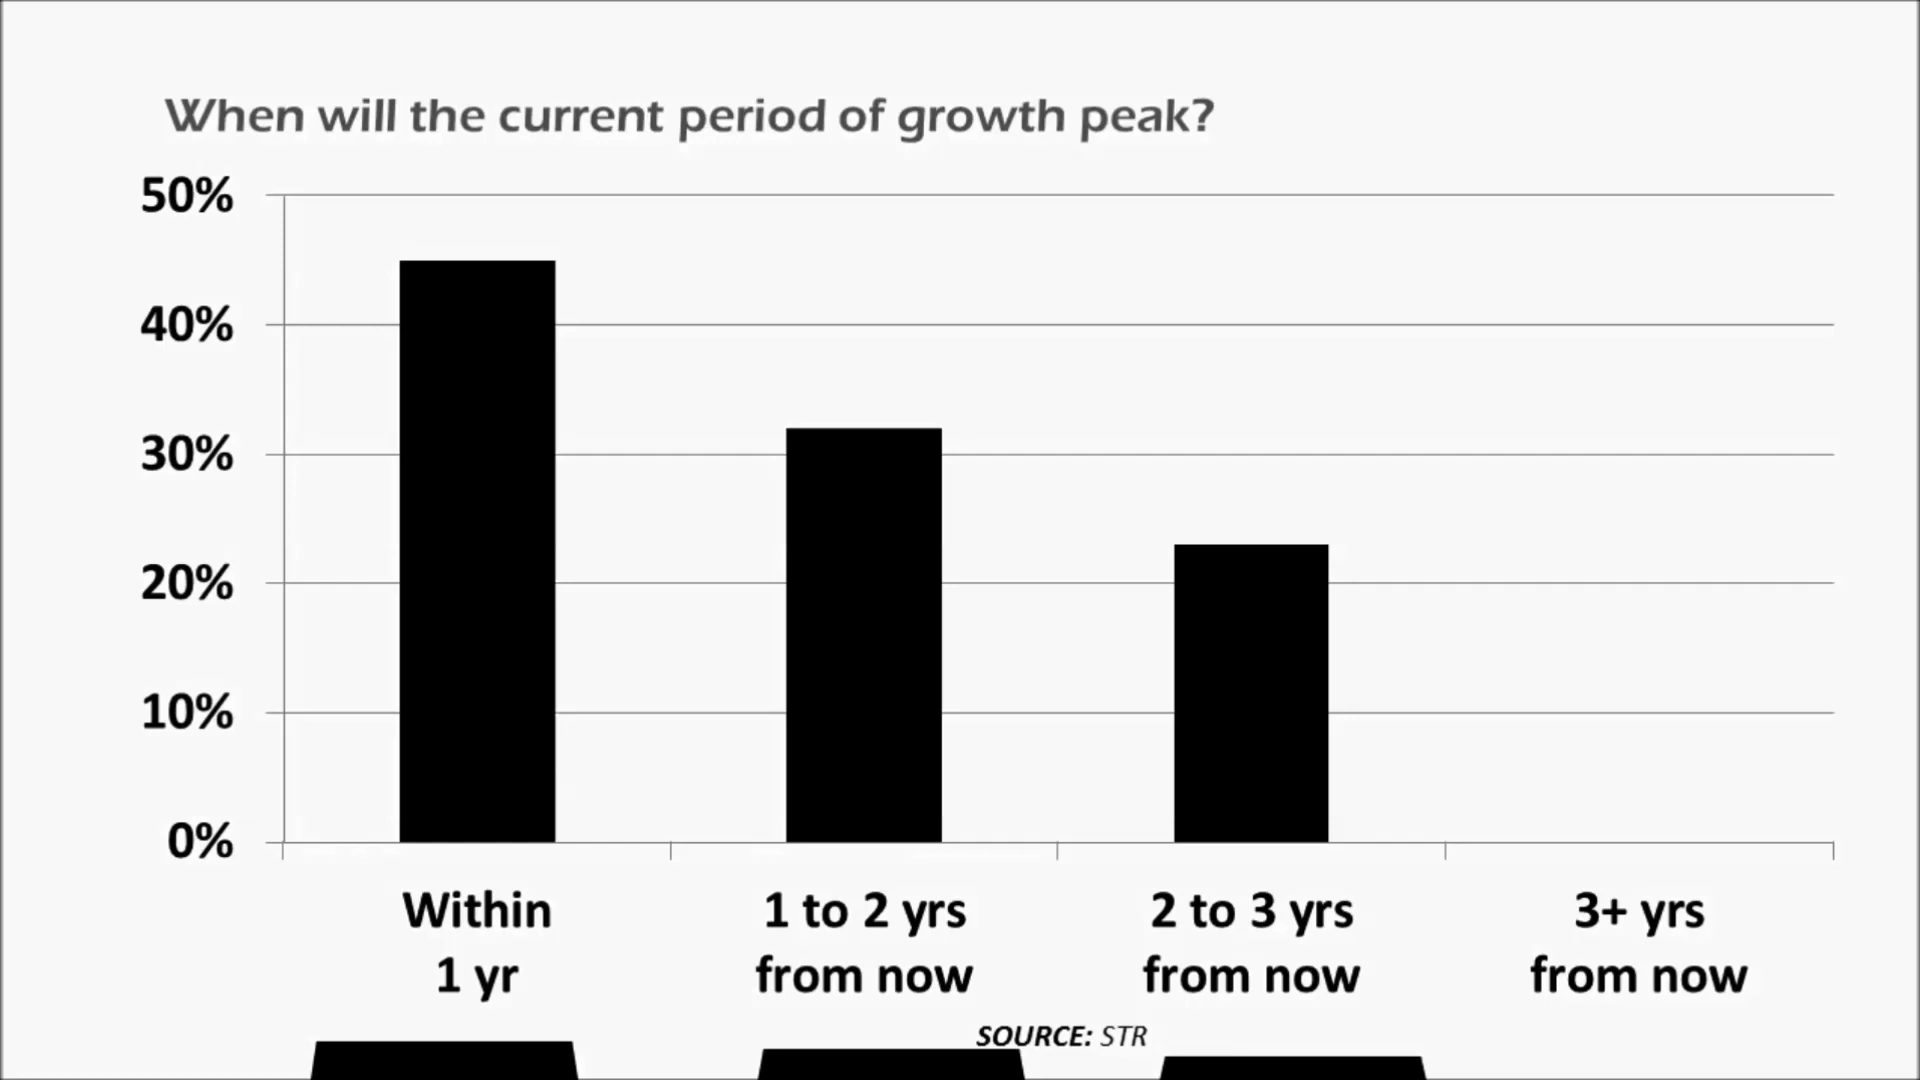 When will the current period of growth peak?
50%
40%
30%
20%
10%
0%
Within
1 yr
1 to 2 yrs
from now
2 to 3 yrs
from now
3+ yrs
from now
SOURCE: STR